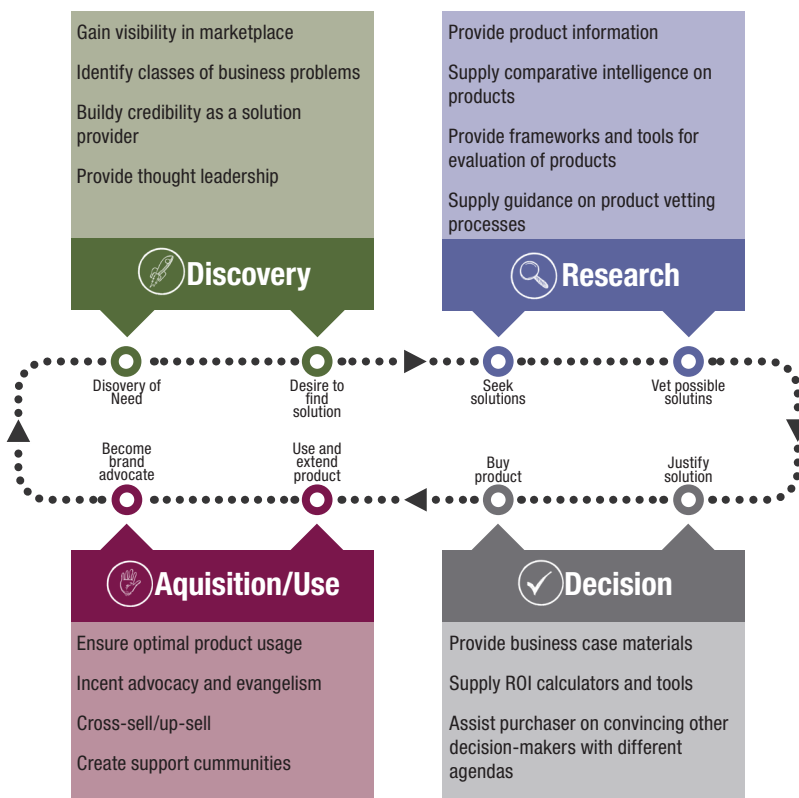 Gain visibility in marketplace
Identify classes of business problems
Buildy credibility as a solution
provider
Provide thought leadership
Discovery
Provide product information
Supply comparative intelligence on
products
Provide frameworks and tools for
evaluation of products
Supply guidance on product vetting
processes
Research
Disovery of
Need
Desire to
find
solution
Seek
solutions
Vet possible
solutins
Become
brand
advocate
Use and
extend
product
Buy
product
Justify
solution
Aquisition/Use
Ensure optimal product usage
Incent advocacy and evangelism
Cross-sell/up-sell
Create support cummunities
Decision
Provide business case materials
Supply ROI calculators and tools
Assist purchaser on convincing other
decision-makers with different
agendas